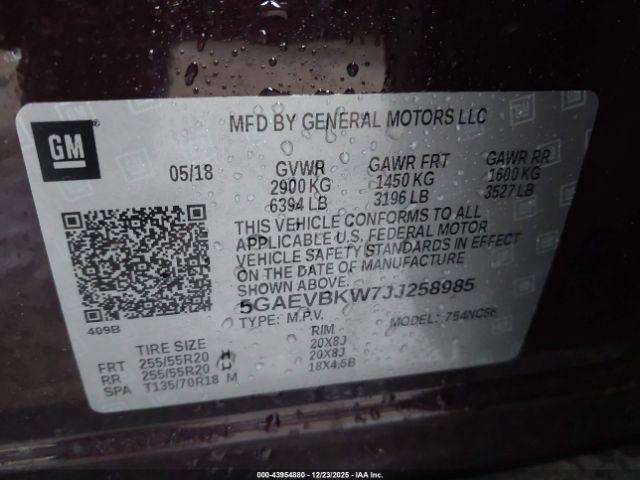 GM
MFD BY GENERAL MOTORS LLC
05/18 GVWR GAWR FRT GAWR RR
2900 KG 1450 KG 1600 KG
6394 LB 3196 LB 3527 LB
THIS VEHICLE CONFORMS TO ALL
APPLICABLE U.S. FEDERAL MOTOR
VEHICLE SAFETY STANDARDS IN EFFECT
ON THE DATE OF MANUFACTURE
SHOWN ABOVE.
5GAEVBKW7JJ258985
409B
TYPE: M.P.V. MODEL: 754NC56
TIRE SIZE RIM
FRT 255/55R20 H 20X8J
RR 255/55R20 H 20X8J
SPA T135/70R18 M 18X4.5B
000-43954880 - 12/23/2025 - IAA Inc.